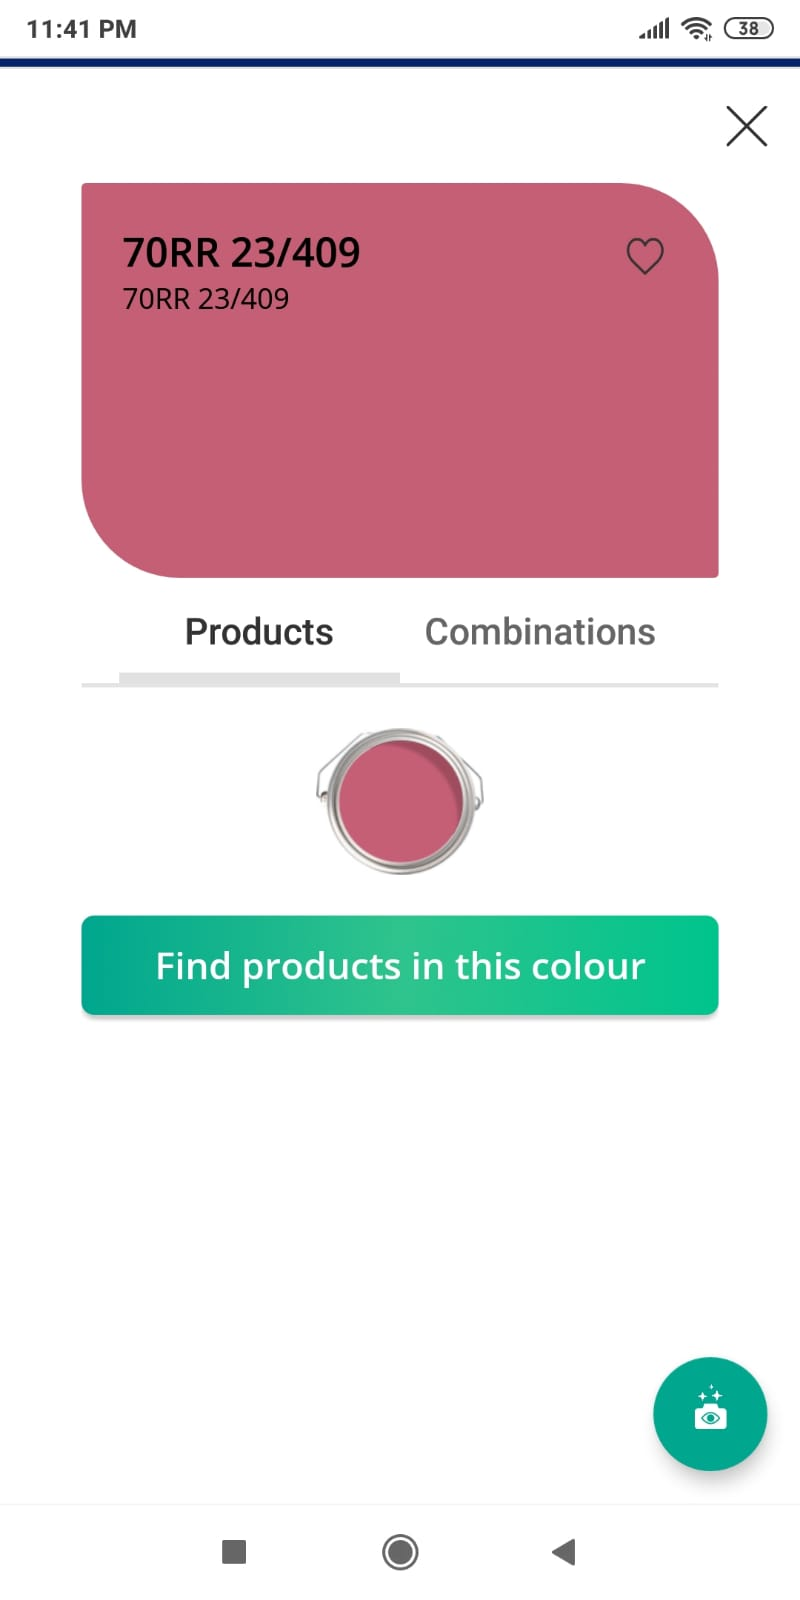 11:41 PM
38
70RR 23/409
70RR 23/409
Products
Combinations
Find products in this colour